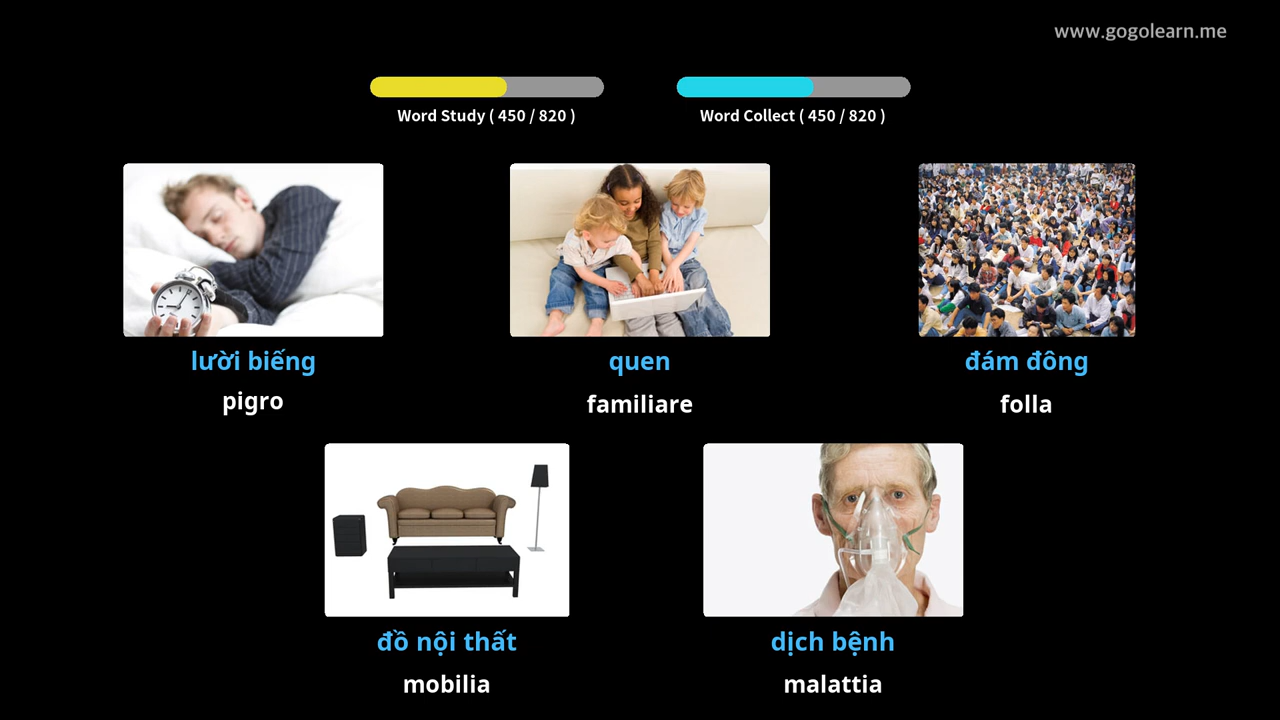 www.gogolearn.me
Word Study ( 450 / 820 )
Word Collect ( 450 / 820 )
lười biếng
pigro
quen
familiare
đám đông
folla
đồ nội thất
mobilia
dịch bệnh
malattia